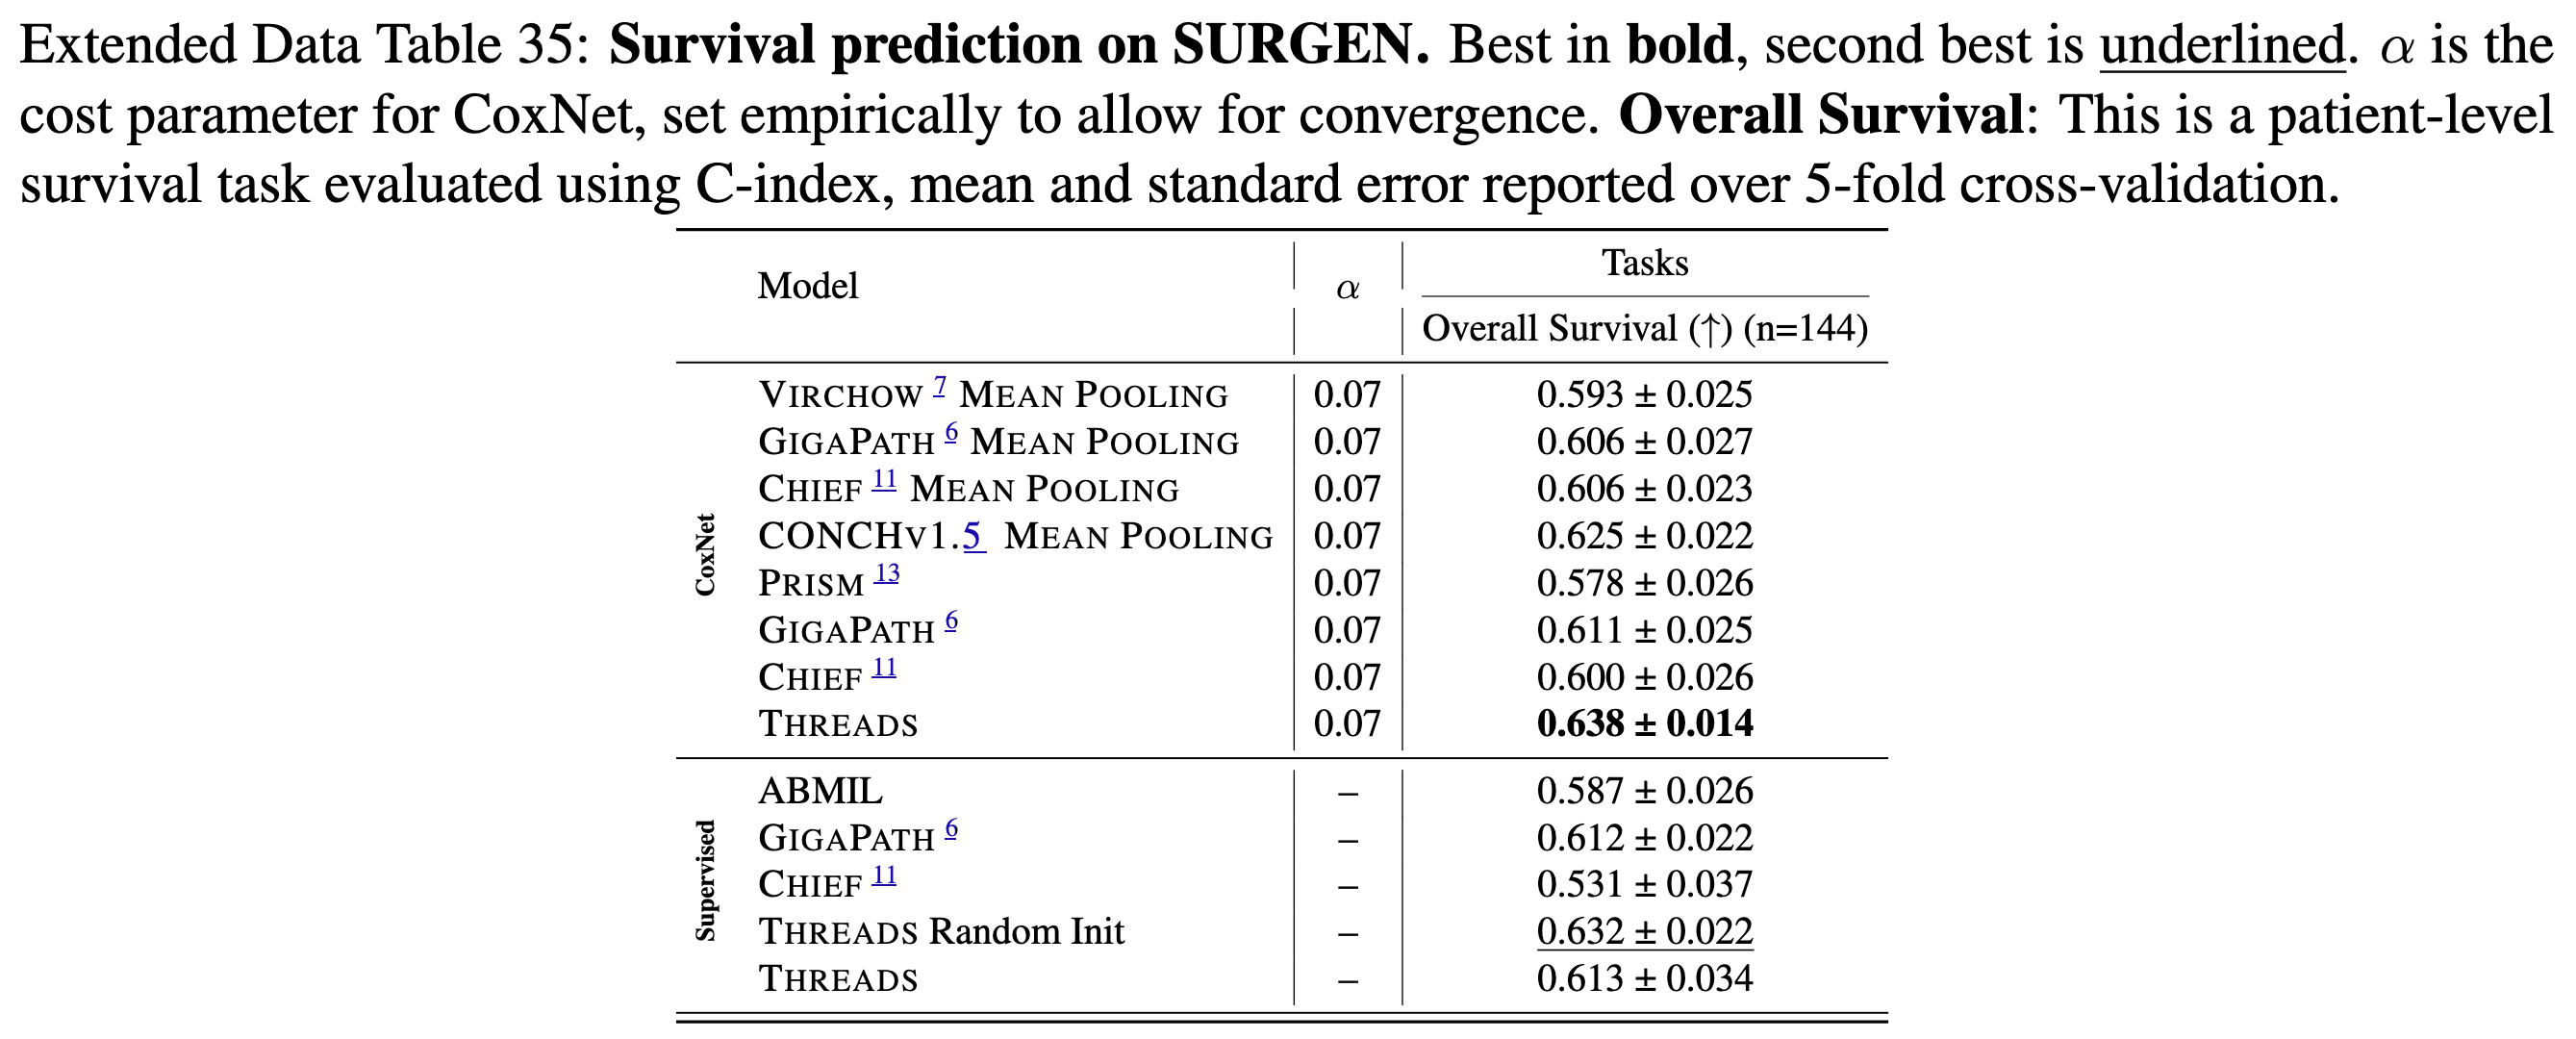 Extended Data Table 35: Survival prediction on SURGEN. Best in bold, second best is underlined. α is the
cost parameter for CoxNet, set empirically to allow for convergence. Overall Survival: This is a patient-level
survival task evaluated using C-index, mean and standard error reported over 5-fold cross-validation.
Model α Tasks
Overall Survival (↑) (n=144)
CoxNet
VIRCHOW 7 MEAN POOLING 0.07 0.593 ± 0.025
GIGAPATH 6 MEAN POOLING 0.07 0.606 ± 0.027
CHIEF 11 MEAN POOLING 0.07 0.606 ± 0.023
CONCHV1.5 MEAN POOLING 0.07 0.625 ± 0.022
PRISM 13 0.07 0.578 ± 0.026
GIGAPATH 6 0.07 0.611 ± 0.025
CHIEF 11 0.07 0.600 ± 0.026
THREADS 0.07 0.638 ± 0.014
Supervised
ABMIL – 0.587 ± 0.026
GIGAPATH 6 – 0.612 ± 0.022
CHIEF 11 – 0.531 ± 0.037
THREADS Random Init – 0.632 ± 0.022
THREADS – 0.613 ± 0.034